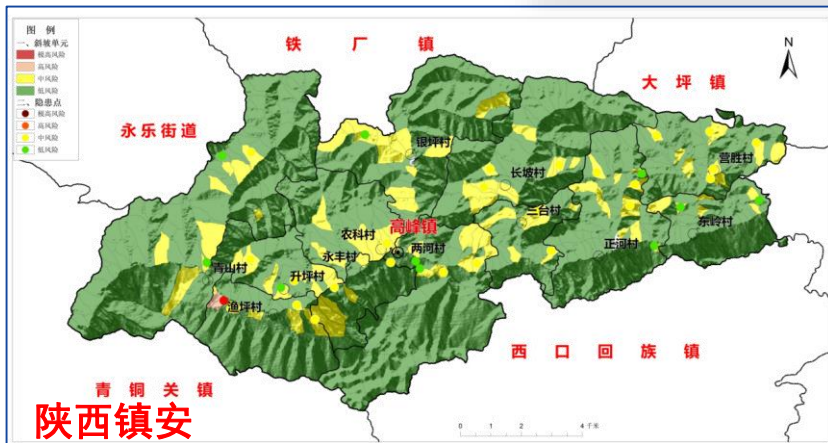 图 例
一、斜坡单元
极高风险
高风险
中风险
低风险
二、隐患点
极高风险
高风险
中风险
低风险
铁厂镇
N
大坪镇
永乐街道
银坪村
营胜村
长坡村
三台村
东岭村
农科村
高峰镇
两河村
正河村
永丰村
青山村
升坪村
渔坪村
西口回族镇
青铜关镇
陕西镇安
0 2 4 千米